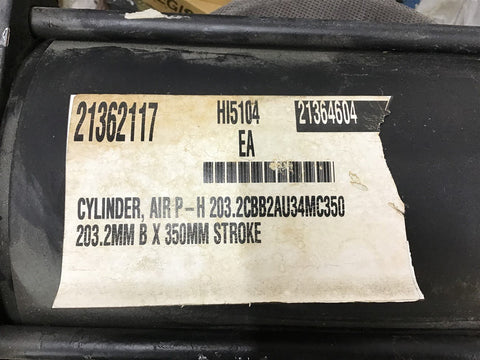 21362117 HI5104 21364604
EA
CYLINDER, AIR P-H 203.2CBB2AU34MC350
203.2MM B X 350MM STROKE